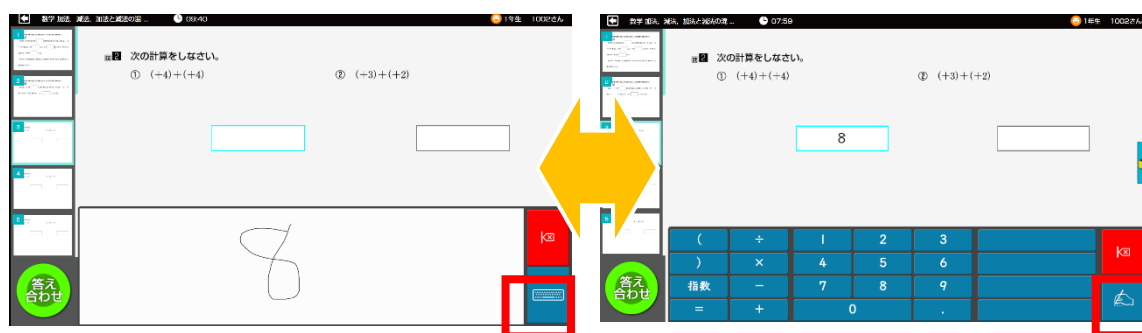 数学 加法、減法、加法と減法の混 … 09:40 1年生 1002さん
2 次の計算をしなさい。
① (+4)+(+4) ② (+3)+(+2)
8
答え
合わせ
数学 加法、減法、加法と減法の混 … 07:59 1年生 1002さん
2 次の計算をしなさい。
① (+4)+(+4) ② (+3)+(+2)
8
( ÷ 1 2 3
) × 4 5 6
指数 − 7 8 9
= + 0 .
答え
合わせ